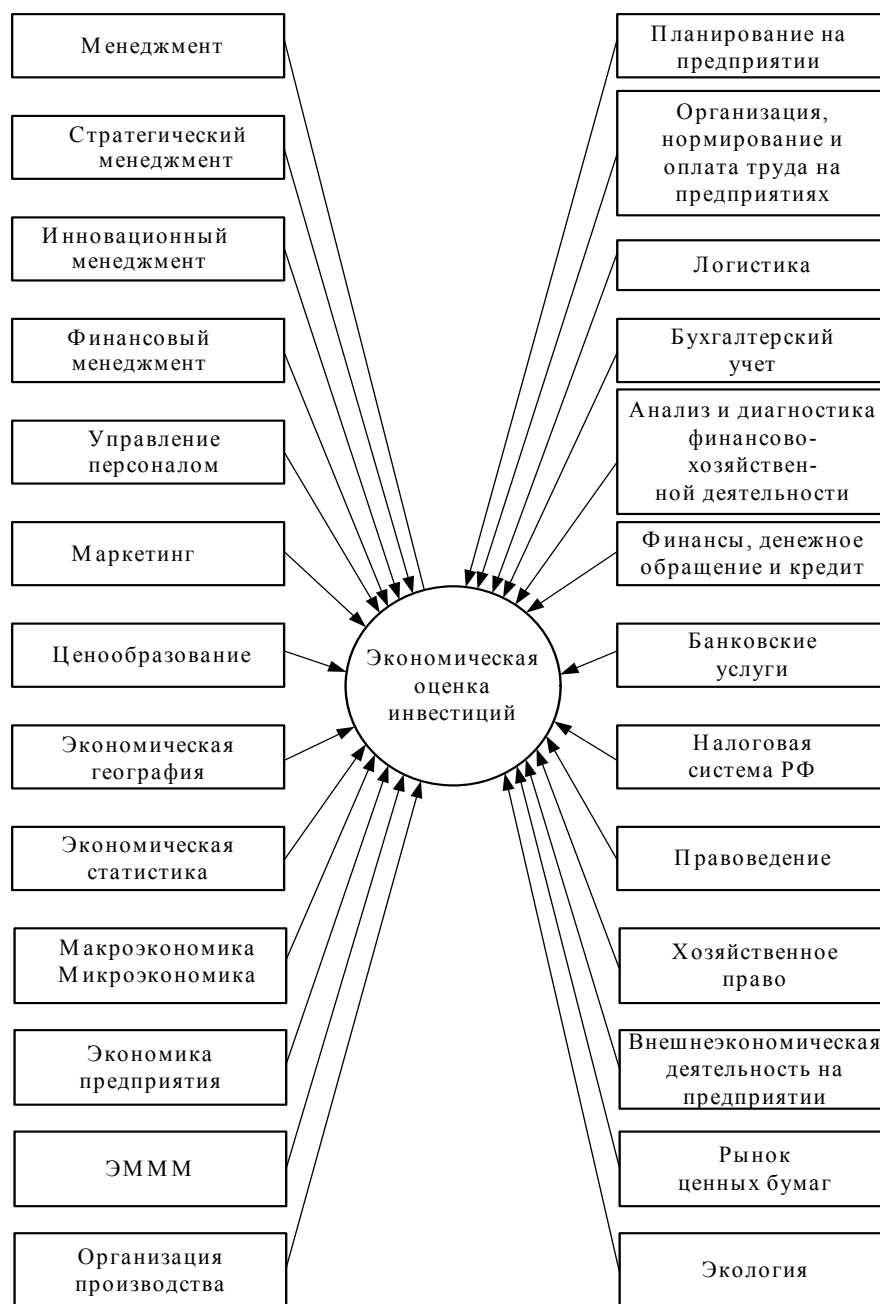 Менеджмент
Стратегический
менеджмент
Инновационный
менеджмент
Финансовый
менеджмент
Управление
персоналом
Маркетинг
Ценообразование
Экономическая
география
Экономическая
статистика
Макроэкономика
Микроэкономика
Экономика
предприятия
ЭМММ
Организация
производства
Экономическая
оценка
инвестиций
Планирование на
предприятии
Организация,
нормирование и
оплата труда на
предприятиях
Логистика
Бухгалтерский
учет
Анализ и диагностика
финансово-
хозяйствен-
ной деятельности
Финансы, денежное
обращение и кредит
Банковские
услуги
Налоговая
система РФ
Правоведение
Хозяйственное
право
Внешнеэкономическая
деятельность на
предприятии
Рынок
ценных бумаг
Экология